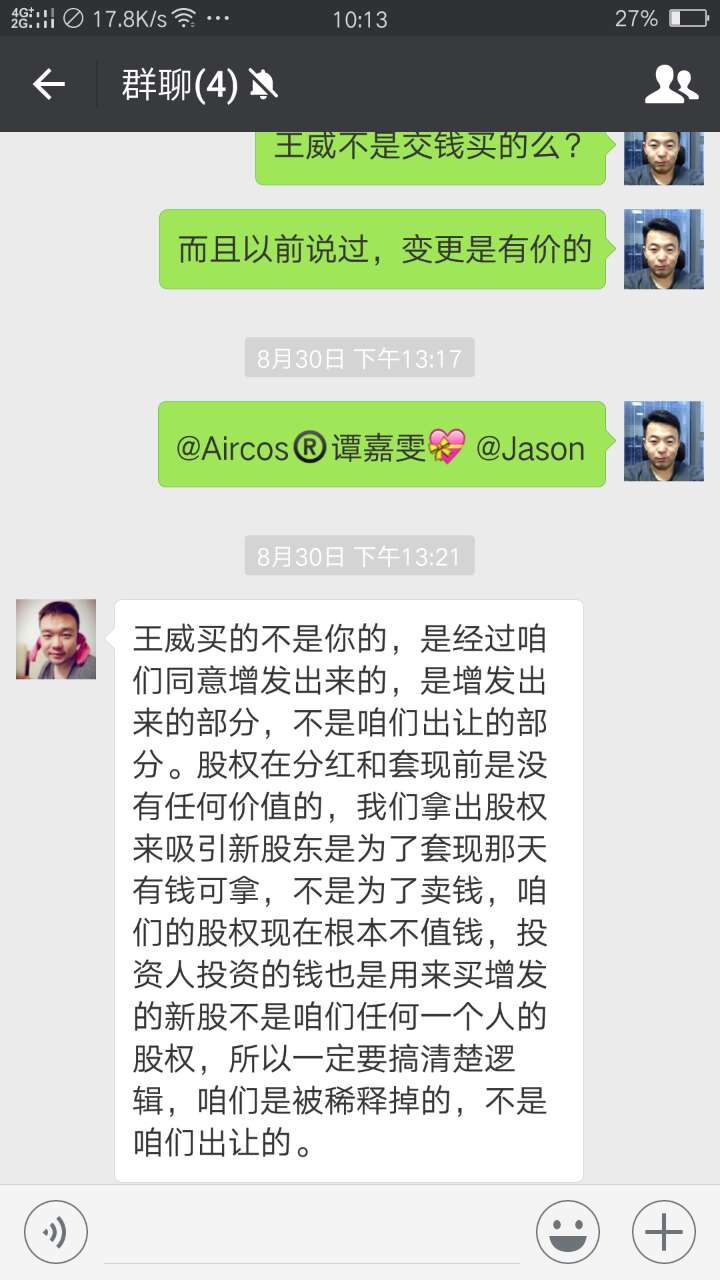 4G+
2G
17.8K/s
10:13
27%
群聊(4)
王威不是交钱买的么？
而且以前说过，变更是有价的
8月30日 下午13:17
@Aircos®谭嘉雯💝 @Jason
8月30日 下午13:21
王威买的不是你的，是经过咱
们同意增发出来的，是增发出
来的部分，不是咱们出让的部
分。股权在分红和套现前是没
有任何价值的，我们拿出股权
来吸引新股东是为了套现那天
有钱可拿，不是为了卖钱，咱
们的股权现在根本不值钱，投
资人投资的钱也是用来买增发
的新股不是咱们任何一个人的
股权，所以一定要搞清楚逻
辑，咱们是被稀释掉的，不是
咱们出让的。